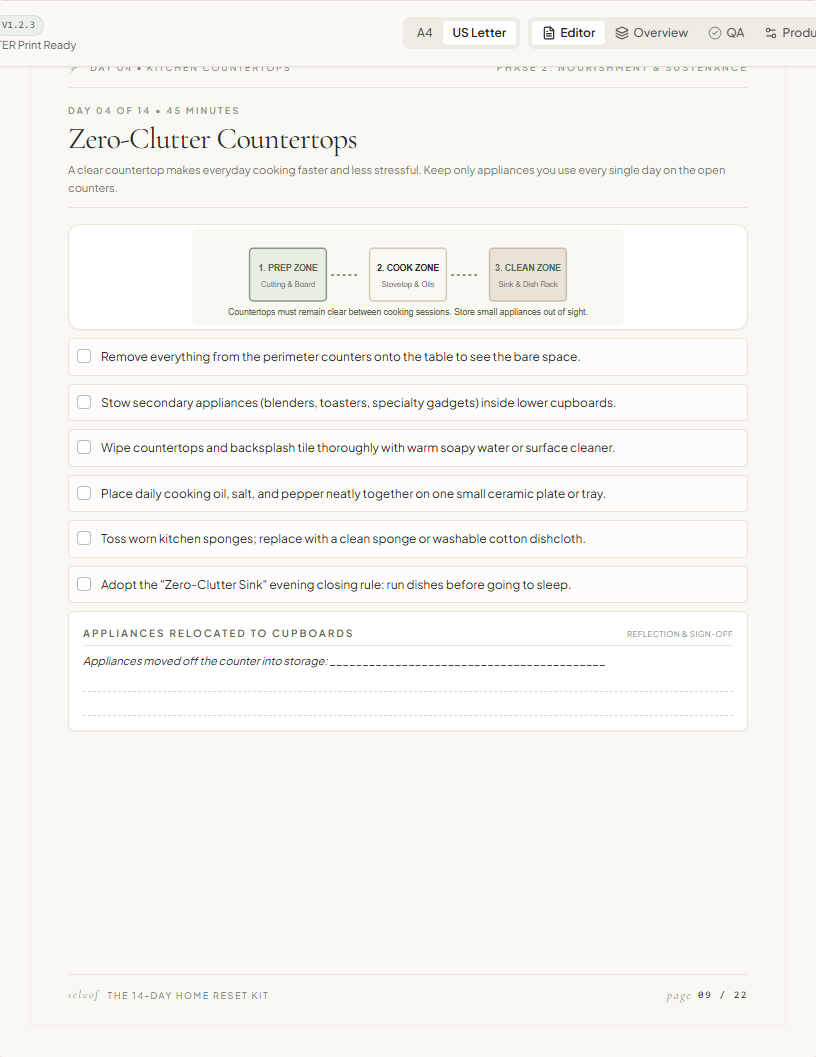 V1.2.3
TER Print Ready
A4
US Letter
Editor
Overview
QA
Produ
DAY 04 • KITCHEN COUNTERTOPS
PHASE 2: NOURISHMENT & SUSTENANCE
DAY 04 OF 14 • 45 MINUTES
Zero-Clutter Countertops
A clear countertop makes everyday cooking faster and less stressful. Keep only appliances you use every single day on the open
counters.
1. PREP ZONE
Cutting & Board
2. COOK ZONE
Stovetop & Oils
3. CLEAN ZONE
Sink & Dish Rack
Countertops must remain clear between cooking sessions. Store small appliances out of sight.
Remove everything from the perimeter counters onto the table to see the bare space.
Stow secondary appliances (blenders, toasters, specialty gadgets) inside lower cupboards.
Wipe countertops and backsplash tile thoroughly with warm soapy water or surface cleaner.
Place daily cooking oil, salt, and pepper neatly together on one small ceramic plate or tray.
Toss worn kitchen sponges; replace with a clean sponge or washable cotton dishcloth.
Adopt the "Zero-Clutter Sink" evening closing rule: run dishes before going to sleep.
APPLIANCES RELOCATED TO CUPBOARDS
REFLECTION & SIGN-OFF
Appliances moved off the counter into storage: __________________________________________
selvof THE 14-DAY HOME RESET KIT
page 09 / 22